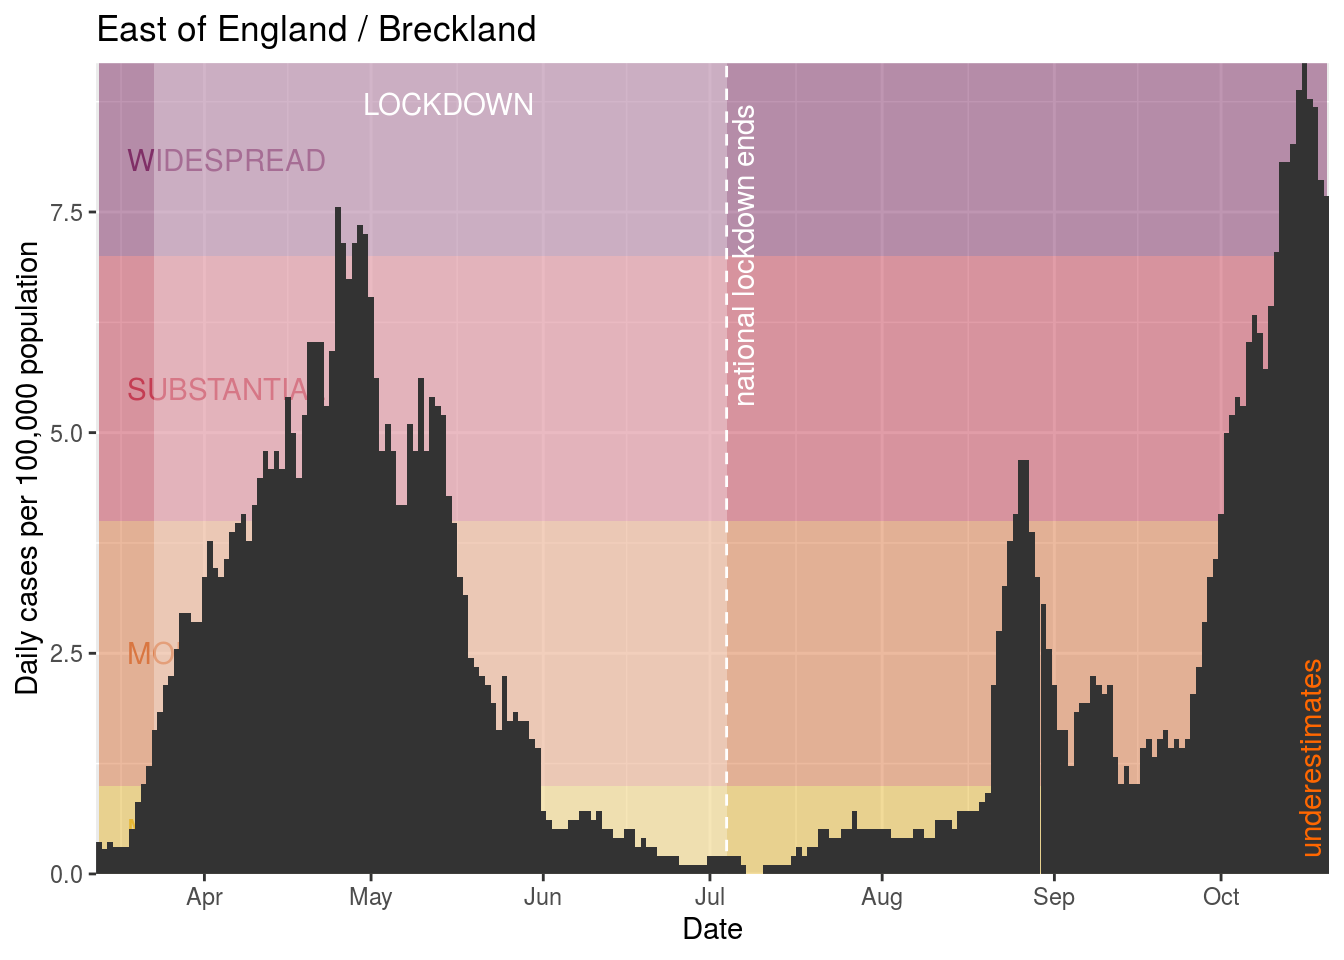 East of England / Breckland
LOCKDOWN
WIDESPREAD
national lockdown ends
7.5
SUBSTANTIA
5.0
MO
2.5
underestimates
0.0
Apr
May
Jun
Jul
Aug
Sep
Oct
Date
Daily cases per 100,000 population